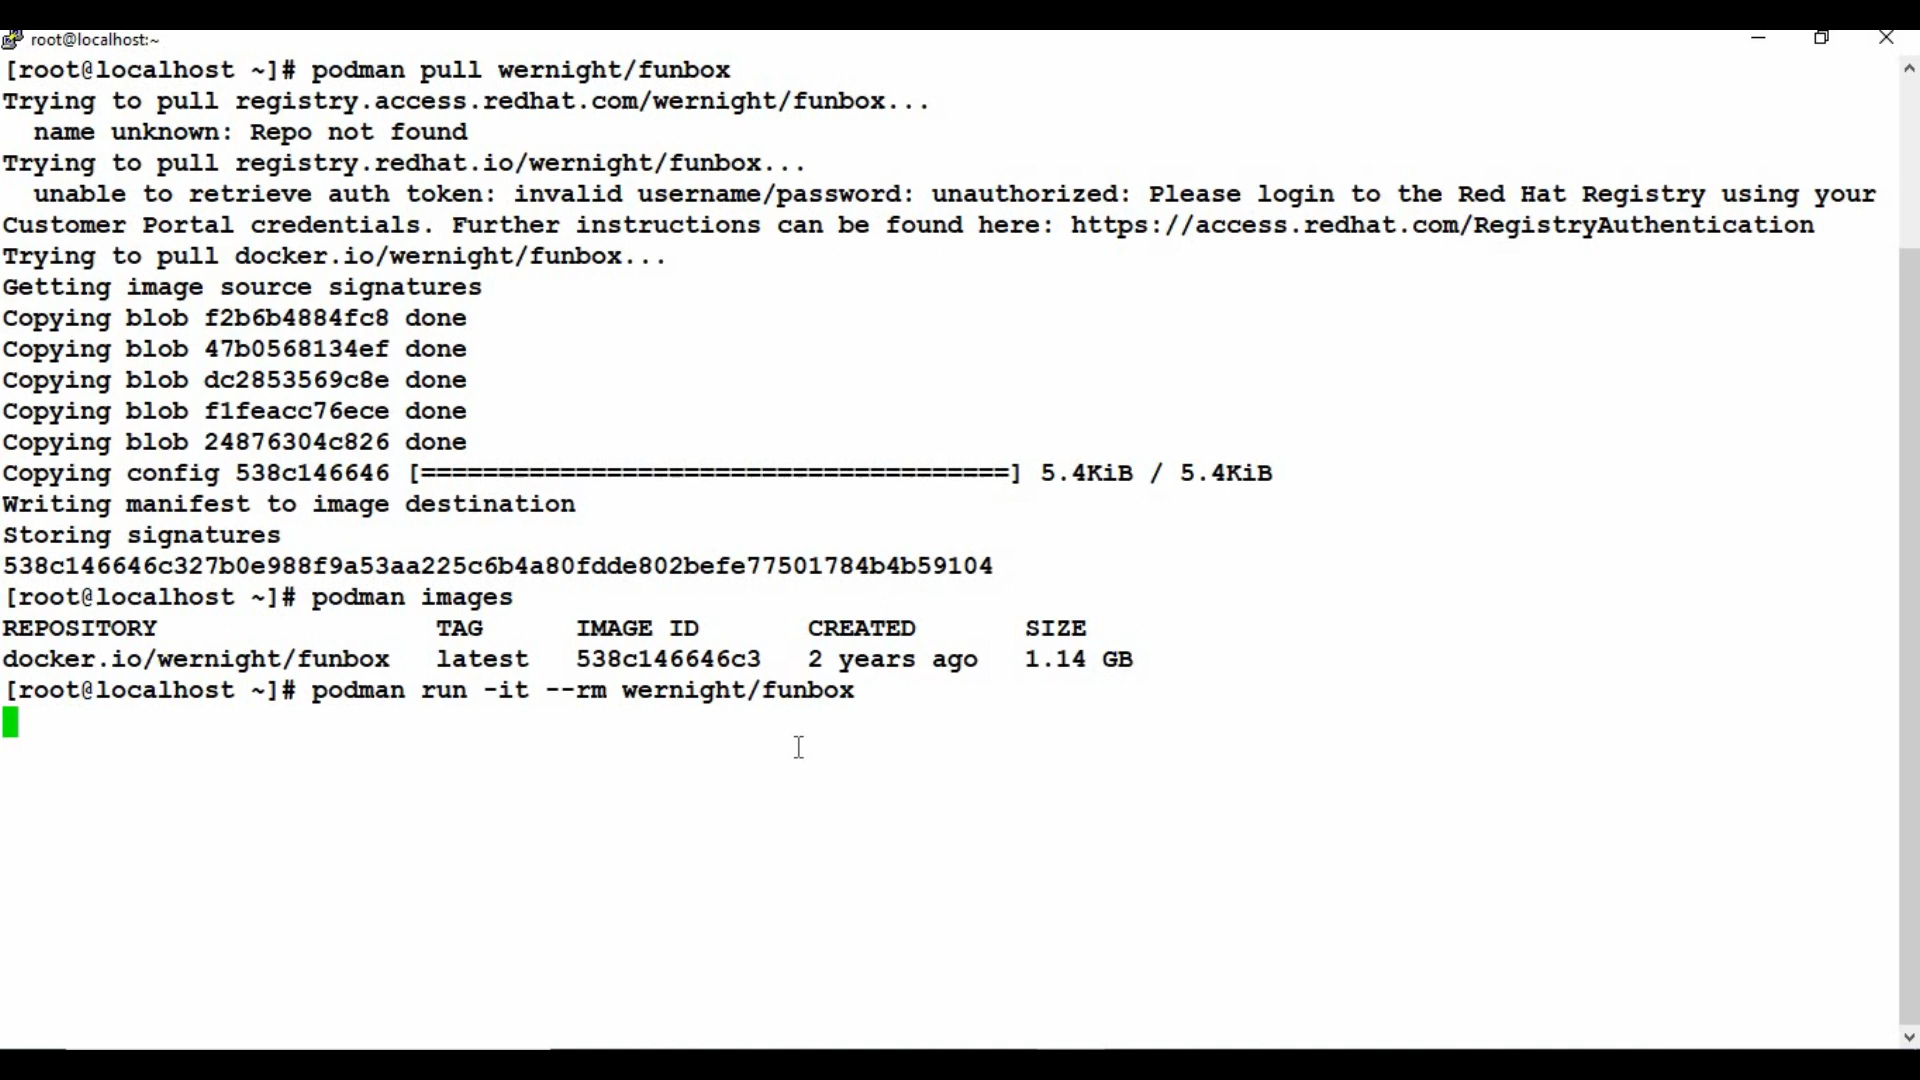 root@localhost:~
[root@localhost ~]# podman pull wernight/funbox
Trying to pull registry.access.redhat.com/wernight/funbox...
  name unknown: Repo not found
Trying to pull registry.redhat.io/wernight/funbox...
  unable to retrieve auth token: invalid username/password: unauthorized: Please login to the Red Hat Registry using your
Customer Portal credentials. Further instructions can be found here: https://access.redhat.com/RegistryAuthentication
Trying to pull docker.io/wernight/funbox...
Getting image source signatures
Copying blob f2b6b4884fc8 done
Copying blob 47b0568134ef done
Copying blob dc2853569c8e done
Copying blob f1feacc76ece done
Copying blob 24876304c826 done
Copying config 538c146646 [======================================] 5.4KiB / 5.4KiB
Writing manifest to image destination
Storing signatures
538c146646c327b0e988f9a53aa225c6b4a80fdde802befe77501784b4b59104
[root@localhost ~]# podman images
REPOSITORY                  TAG      IMAGE ID       CREATED       SIZE
docker.io/wernight/funbox   latest   538c146646c3   2 years ago   1.14 GB
[root@localhost ~]# podman run -it --rm wernight/funbox